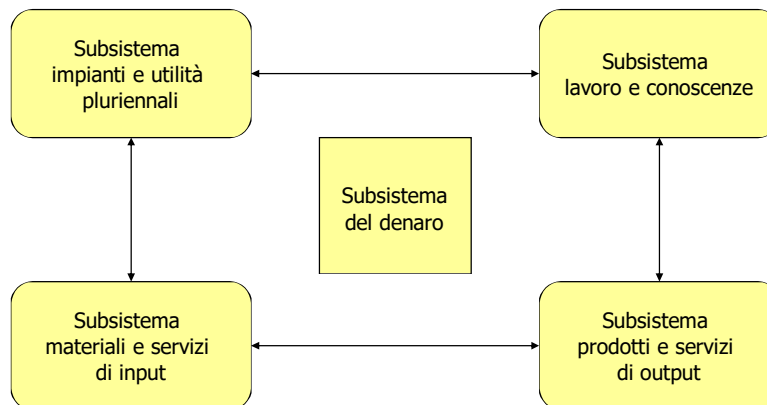 Subsistema
impianti e utilità
pluriennali
Subsistema
lavoro e conoscenze
Subsistema
del denaro
Subsistema
materiali e servizi
di input
Subsistema
prodotti e servizi
di output